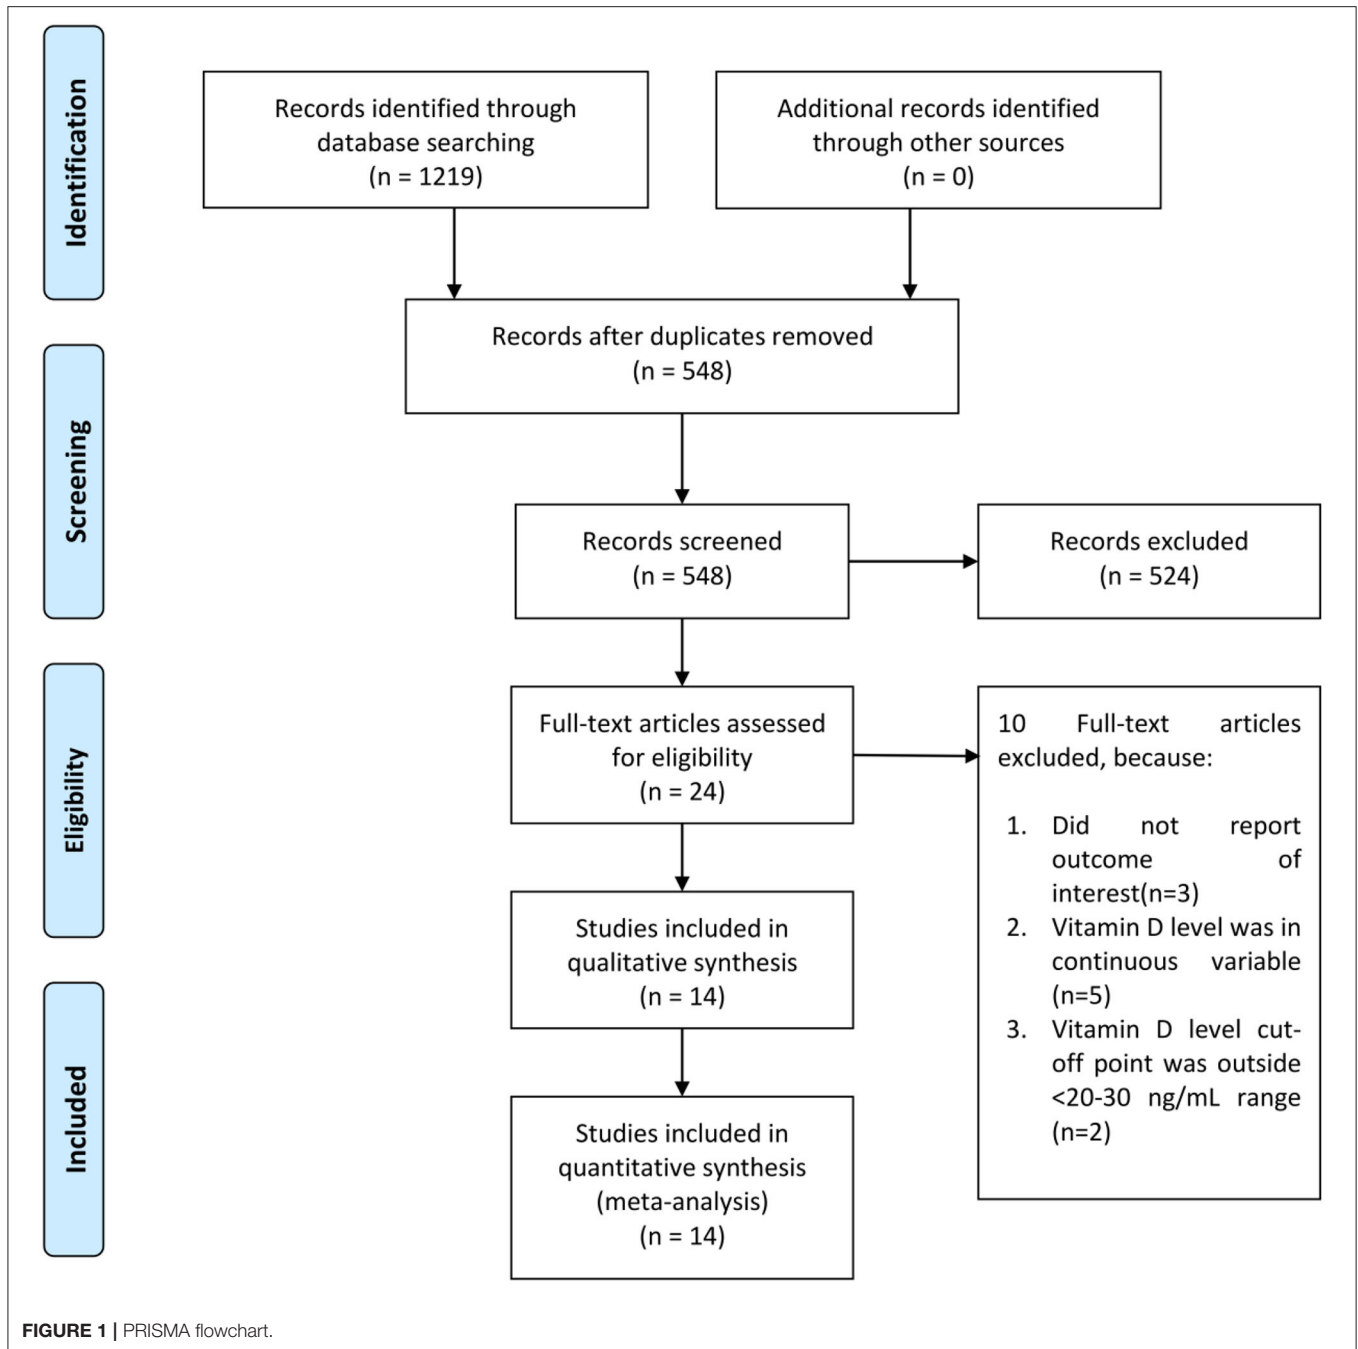 Identification
Records identified through
database searching
(n = 1219)
Additional records identified
through other sources
(n = 0)
Records after duplicates removed
(n = 548)
Screening
Records screened
(n = 548)
Records excluded
(n = 524)
Eligibility
Full-text articles assessed
for eligibility
(n = 24)
10 Full-text articles
excluded, because:
1. Did not report
outcome of
interest(n=3)
2. Vitamin D level was in
continuous variable
(n=5)
3. Vitamin D level cut-
off point was outside
<20-30 ng/mL range
(n=2)
Studies included in
qualitative synthesis
(n = 14)
Included
Studies included in
quantitative synthesis
(meta-analysis)
(n = 14)
FIGURE 1 | PRISMA flowchart.